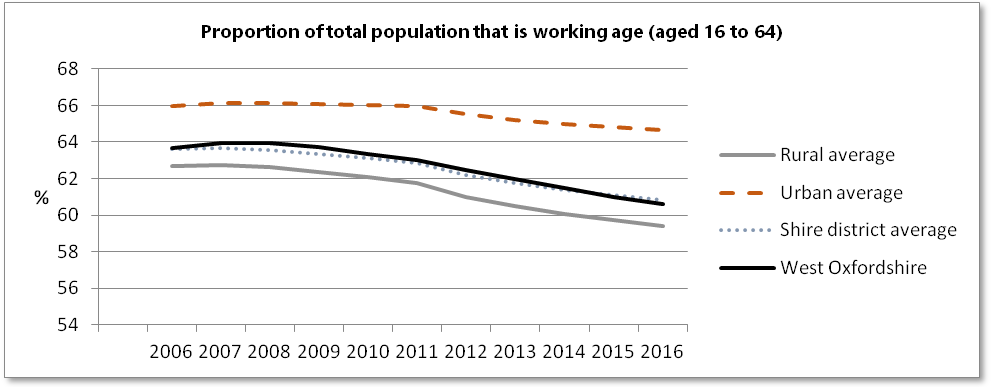 Proportion of total population that is working age (aged 16 to 64)
68
66
64
62
60
58
56
54
%
2006 2007 2008 2009 2010 2011 2012 2013 2014 2015 2016
Rural average
Urban average
Shire district average
West Oxfordshire